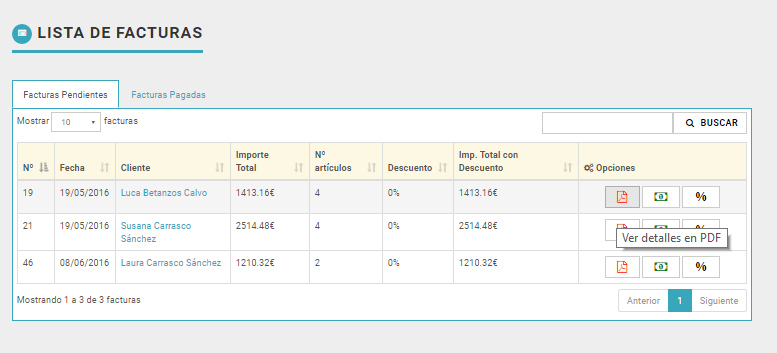 LISTA DE FACTURAS
Facturas Pendientes
Facturas Pagadas
Mostrar 10 facturas
BUSCAR
Nº Fecha Cliente Importe Total Nº artículos Descuento Imp. Total con Descuento Opciones
19 19/05/2016 Luca Betanzos Calvo 1413.16€ 4 0% 1413.16€ %
21 19/05/2016 Susana Carrasco Sánchez 2514.48€ 4 0% 2514.48€ %
Ver detalles en PDF
46 08/06/2016 Laura Carrasco Sánchez 1210.32€ 2 0% 1210.32€ %
Mostrando 1 a 3 de 3 facturas
Anterior 1 Siguiente